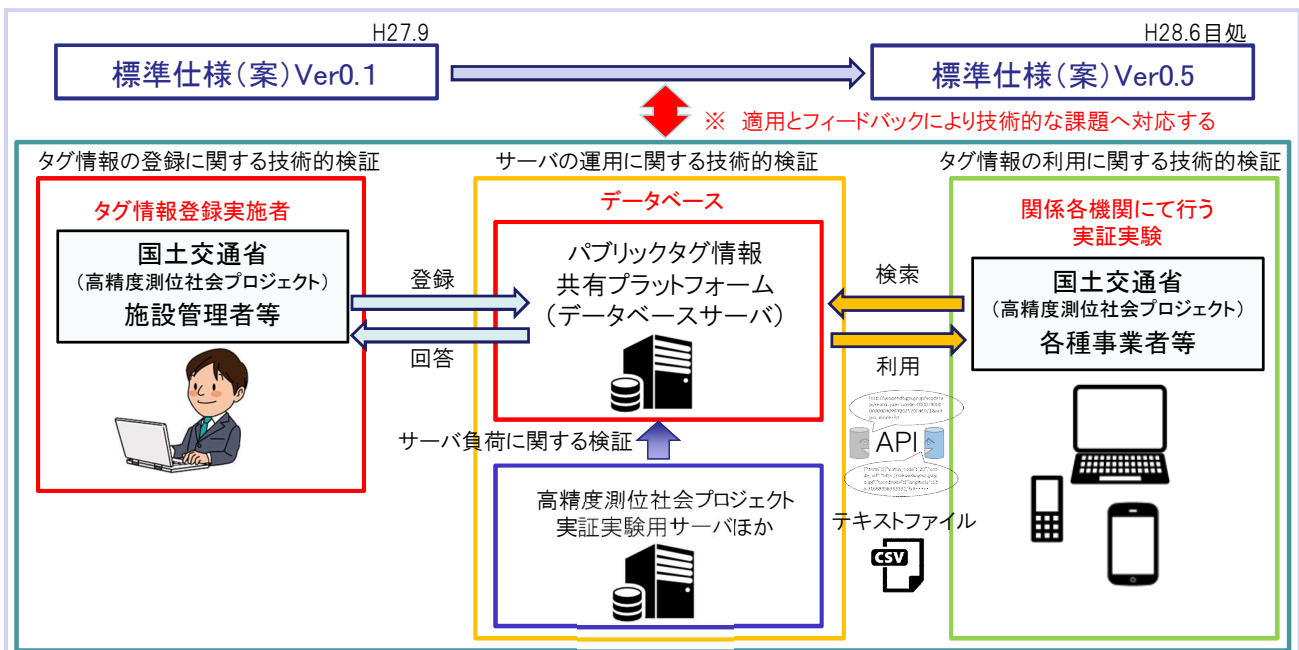 H27.9
H28.6目処
標準仕様(案)Ver0.1
標準仕様(案)Ver0.5
※ 適用とフィードバックにより技術的な課題へ対応する
タグ情報の登録に関する技術的検証
サーバの運用に関する技術的検証
タグ情報の利用に関する技術的検証
タグ情報登録実施者
国土交通省
(高精度測位社会プロジェクト)
施設管理者等
登録
回答
データベース
パブリックタグ情報
共有プラットフォーム
(データベースサーバ)
サーバ負荷に関する検証
高精度測位社会プロジェクト
実証実験用サーバほか
検索
利用
API
テキストファイル
CSV
関係各機関にて行う
実証実験
国土交通省
(高精度測位社会プロジェクト)
各種事業者等